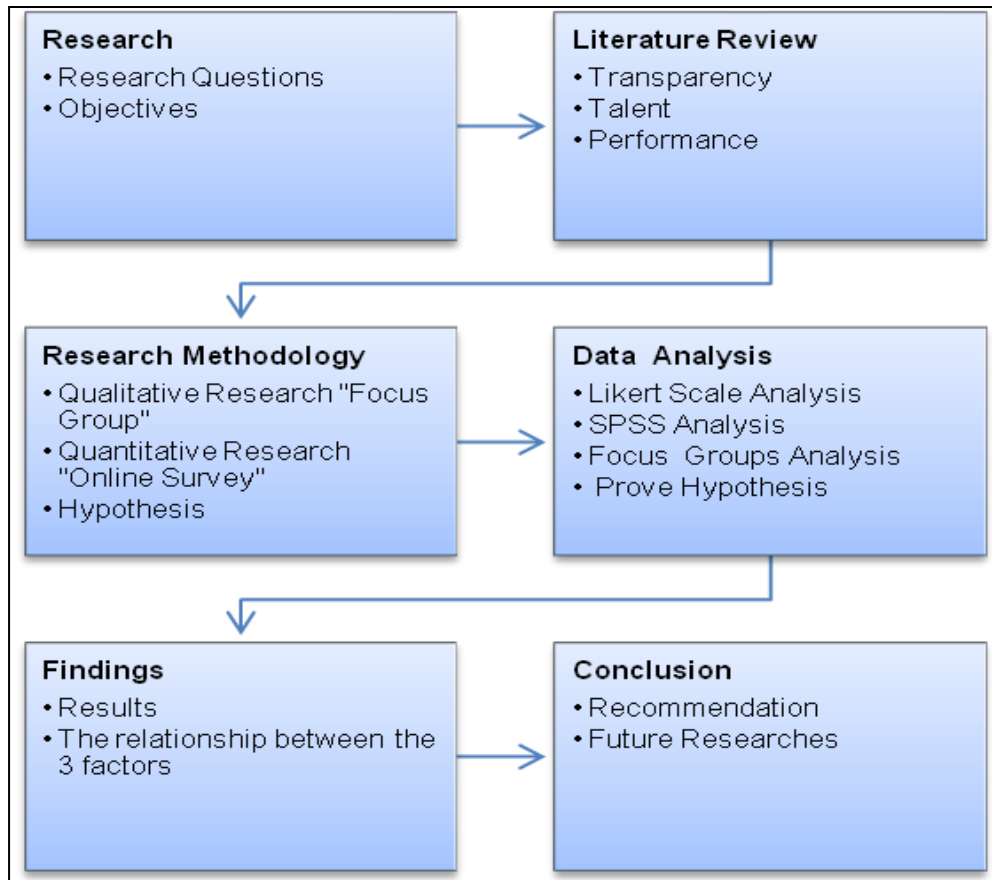 Research
• Research Questions
• Objectives
Literature Review
• Transparency
• Talent
• Performance
Research Methodology
• Qualitative Research "Focus
Group"
• Quantitative Research
"Online Survey"
• Hypothesis
Data Analysis
• Likert Scale Analysis
• SPSS Analysis
• Focus Groups Analysis
• Prove Hypothesis
Findings
• Results
• The relationship between the
3 factors
Conclusion
• Recommendation
• Future Researches